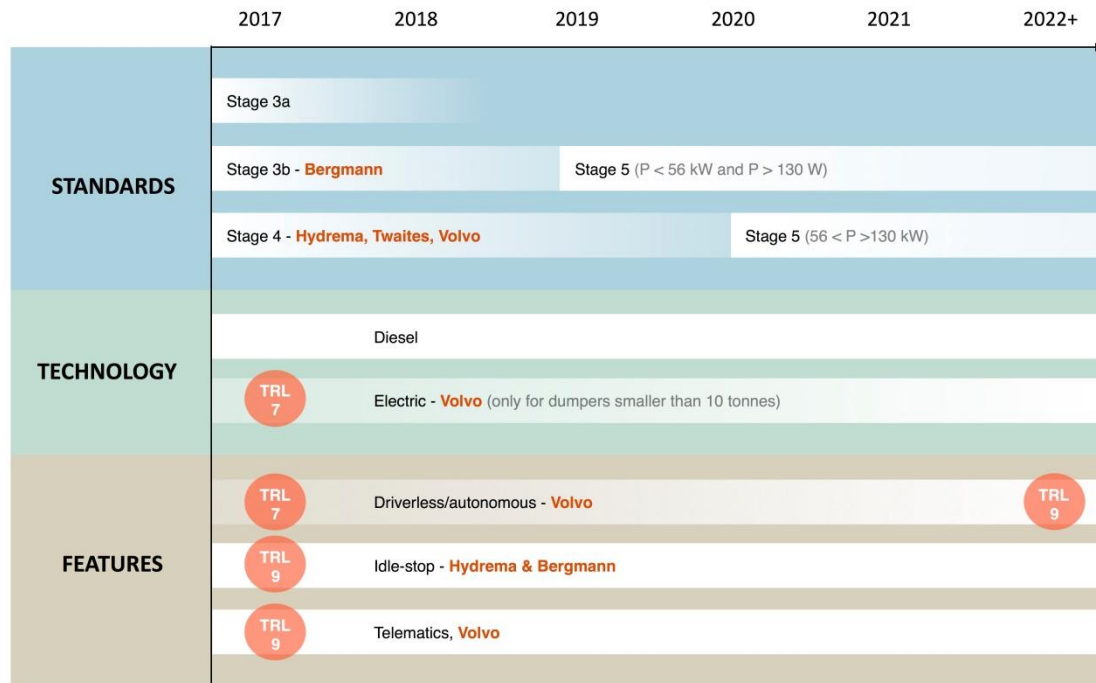 2017 2018 2019 2020 2021 2022+
STANDARDS
Stage 3a
Stage 3b - Bergmann
Stage 5 (P < 56 kW and P > 130 W)
Stage 4 - Hydrema, Twaites, Volvo
Stage 5 (56 < P >130 kW)
TECHNOLOGY
Diesel
TRL
7
Electric - Volvo (only for dumpers smaller than 10 tonnes)
FEATURES
TRL
7
Driverless/autonomous - Volvo
TRL
9
TRL
9
Idle-stop - Hydrema & Bergmann
TRL
9
Telematics, Volvo